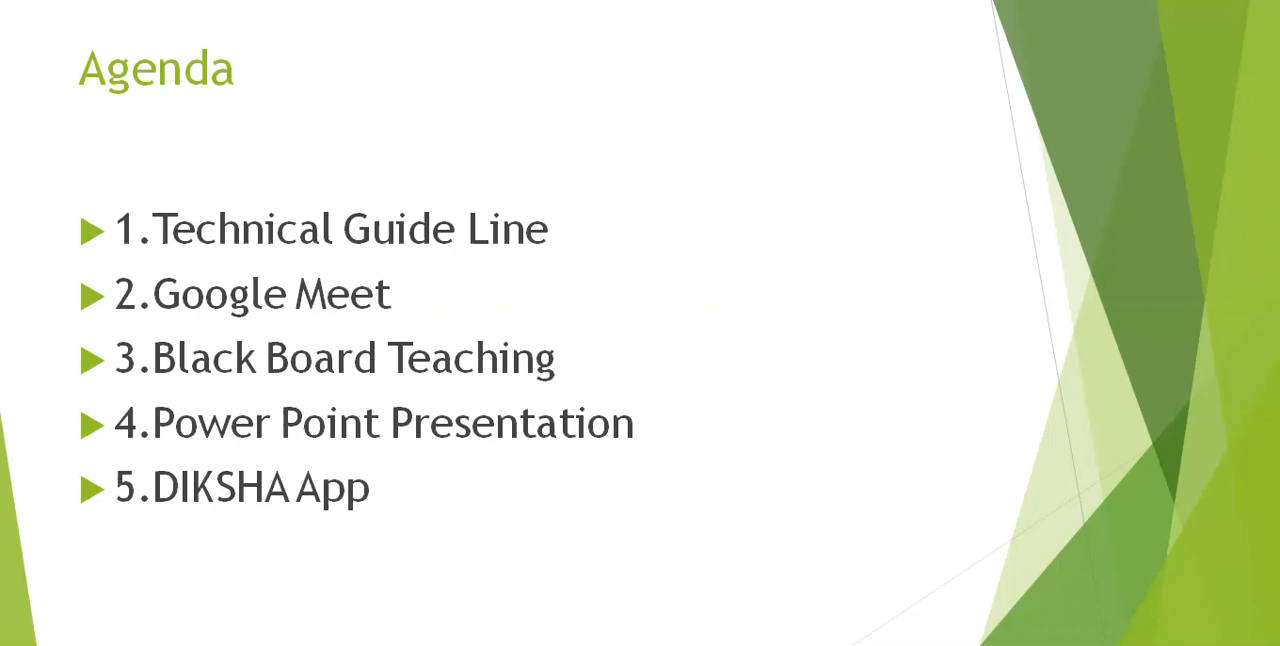 Agenda
1.Technical Guide Line
2.Google Meet
3.Black Board Teaching
4.Power Point Presentation
5.DIKSHA App